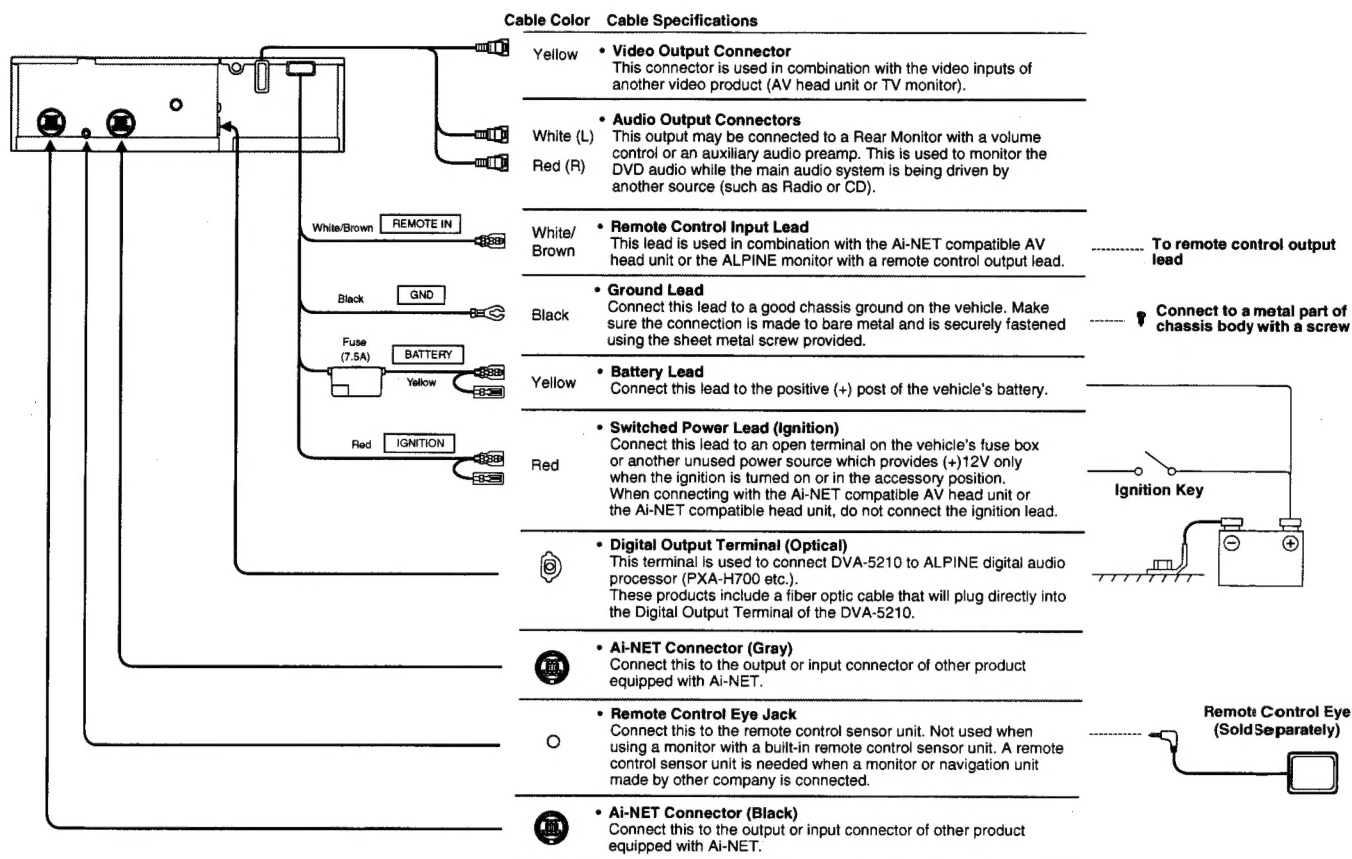 Cable Color Cable Specifications
Yellow • Video Output Connector
This connector is used in combination with the video inputs of
another video product (AV head unit or TV monitor).
• Audio Output Connectors
White (L) This output may be connected to a Rear Monitor with a volume
control or an auxiliary audio preamp. This is used to monitor the
Red (R) DVD audio while the main audio system is being driven by
another source (such as Radio or CD).
White/Brown REMOTE IN
White/
Brown
• Remote Control Input Lead
This lead is used in combination with the Ai-NET compatible AV
head unit or the ALPINE monitor with a remote control output lead.
To remote control output
lead
Black GND
Black
• Ground Lead
Connect this lead to a good chassis ground on the vehicle. Make
sure the connection is made to bare metal and is securely fastened
using the sheet metal screw provided.
Connect to a metal part of
chassis body with a screw
Fuse
(7.5A)
BATTERY
Yellow
Yellow
• Battery Lead
Connect this lead to the positive (+) post of the vehicle's battery.
Red IGNITION
Red
• Switched Power Lead (Ignition)
Connect this lead to an open terminal on the vehicle's fuse box
or another unused power source which provides (+)12V only
when the ignition is turned on or in the accessory position.
When connecting with the Ai-NET compatible AV head unit or
the Ai-NET compatible head unit, do not connect the ignition lead.
Ignition Key
− +
• Digital Output Terminal (Optical)
This terminal is used to connect DVA-5210 to ALPINE digital audio
processor (PXA-H700 etc.).
These products include a fiber optic cable that will plug directly into
the Digital Output Terminal of the DVA-5210.
• Ai-NET Connector (Gray)
Connect this to the output or input connector of other product
equipped with Ai-NET.
• Remote Control Eye Jack
Connect this to the remote control sensor unit. Not used when
using a monitor with a built-in remote control sensor unit. A remote
control sensor unit is needed when a monitor or navigation unit
made by other company is connected.
Remote Control Eye
(Sold Separately)
• Ai-NET Connector (Black)
Connect this to the output or input connector of other product
equipped with Ai-NET.